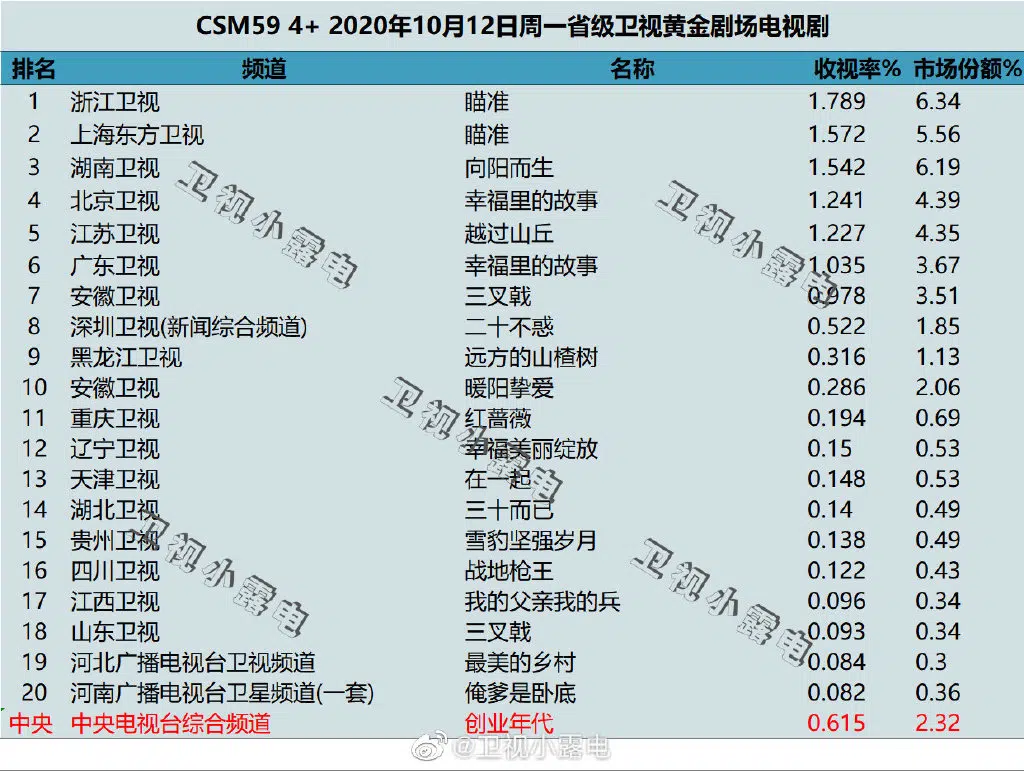 CSM59 4+ 2020年10月12日周一省级卫视黄金剧场电视剧
排名 频道 名称 收视率% 市场份额%
1 浙江卫视 瞄准 1.789 6.34
2 上海东方卫视 瞄准 1.572 5.56
3 湖南卫视 向阳而生 1.542 6.19
4 北京卫视 幸福里的故事 1.241 4.39
5 江苏卫视 越过山丘 1.227 4.35
6 广东卫视 幸福里的故事 1.035 3.67
7 安徽卫视 三叉戟 0.978 3.51
8 深圳卫视(新闻综合频道) 二十不惑 0.522 1.85
9 黑龙江卫视 远方的山楂树 0.316 1.13
10 安徽卫视 暖阳挚爱 0.286 2.06
11 重庆卫视 红蔷薇 0.194 0.69
12 辽宁卫视 幸福美丽绽放 0.15 0.53
13 天津卫视 在一起 0.148 0.53
14 湖北卫视 三十而已 0.14 0.49
15 贵州卫视 雪豹坚强岁月 0.138 0.49
16 四川卫视 战地枪王 0.122 0.43
17 江西卫视 我的父亲我的兵 0.096 0.34
18 山东卫视 三叉戟 0.093 0.34
19 河北广播电视台卫视频道 最美的乡村 0.084 0.3
20 河南广播电视台卫星频道(一套) 俺爹是卧底 0.082 0.36
中央 中央电视台综合频道 创业年代 0.615 2.32
卫视小露电
卫视小露电
卫视小露电
卫视小露电
卫视小露电
@卫视小露电